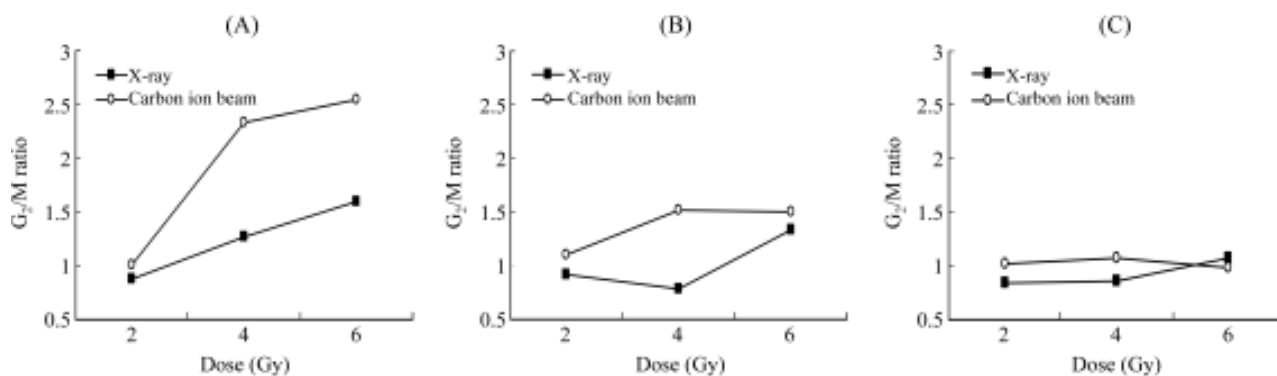 (A)
3
2.5
2
1.5
1
0.5
G₂/M ratio
X-ray
Carbon ion beam
2 4 6
Dose (Gy)
(B)
3
2.5
2
1.5
1
0.5
G₂/M ratio
X-ray
Carbon ion beam
2 4 6
Dose (Gy)
(C)
3
2.5
2
1.5
1
0.5
G₂/M ratio
X-ray
Carbon ion beam
2 4 6
Dose (Gy)